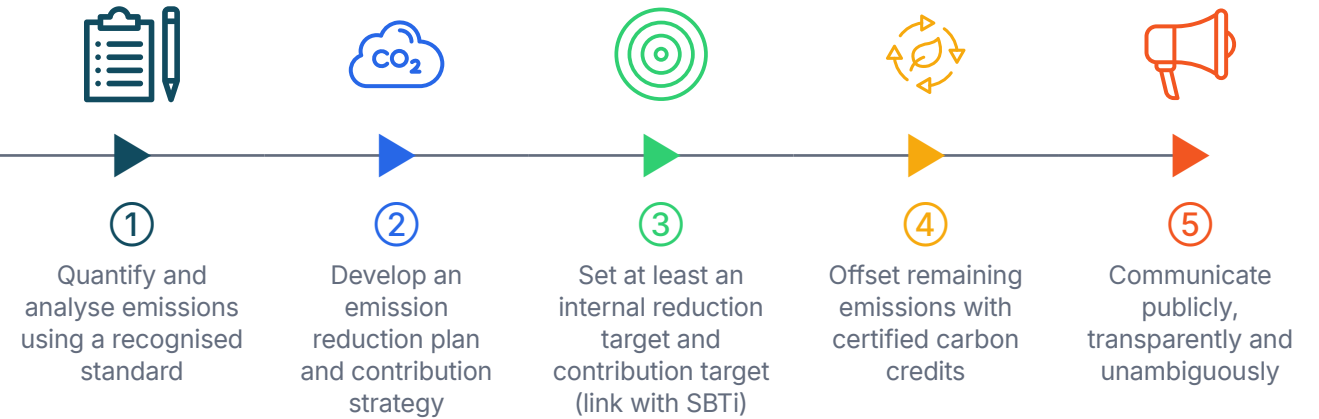 CO2
1
Quantify and
analyse emissions
using a recognised
standard
2
Develop an
emission
reduction plan
and contribution
strategy
3
Set at least an
internal reduction
target and
contribution target
(link with SBTi)
4
Offset remaining
emissions with
certified carbon
credits
5
Communicate
publicly,
transparently and
unambiguously